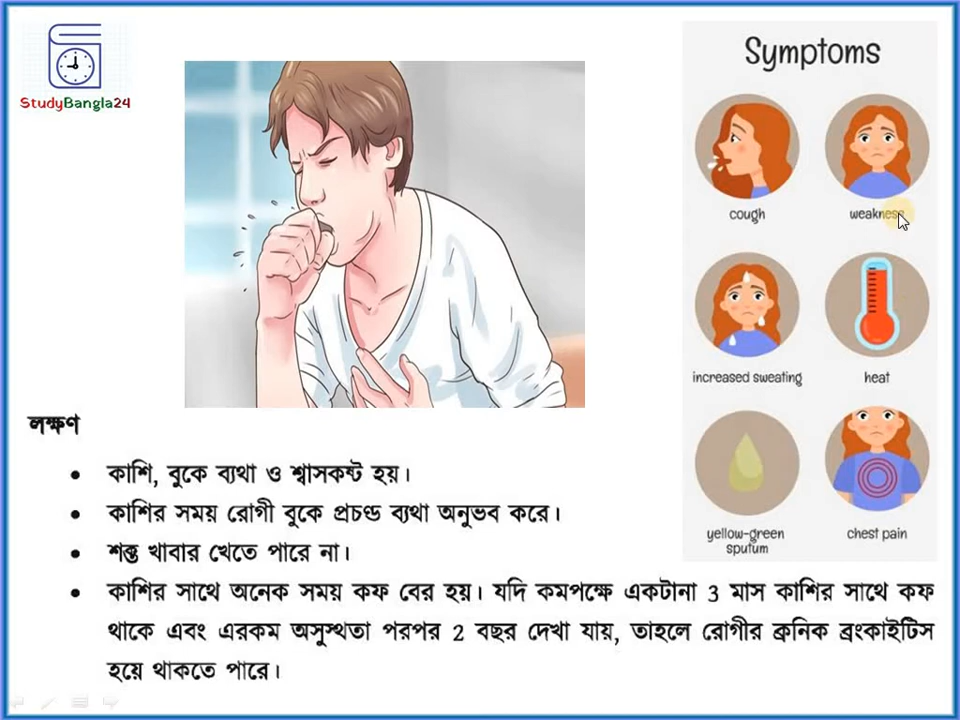 StudyBangla24
Symptoms
cough
weakness
increased sweating
heat
yellow-green
sputum
chest pain
লক্ষণ
• কাশি, বুকে ব্যথা ও শ্বাসকষ্ট হয়।
• কাশির সময় রোগী বুকে প্রচণ্ড ব্যথা অনুভব করে।
• শক্ত খাবার খেতে পারে না।
• কাশির সাথে অনেক সময় কফ বের হয়। যদি কমপক্ষে একটানা 3 মাস কাশির সাথে কফ
থাকে এবং এরকম অসুস্থতা পরপর 2 বছর দেখা যায়, তাহলে রোগীর ক্রনিক ব্রংকাইটিস
হয়ে থাকতে পারে।